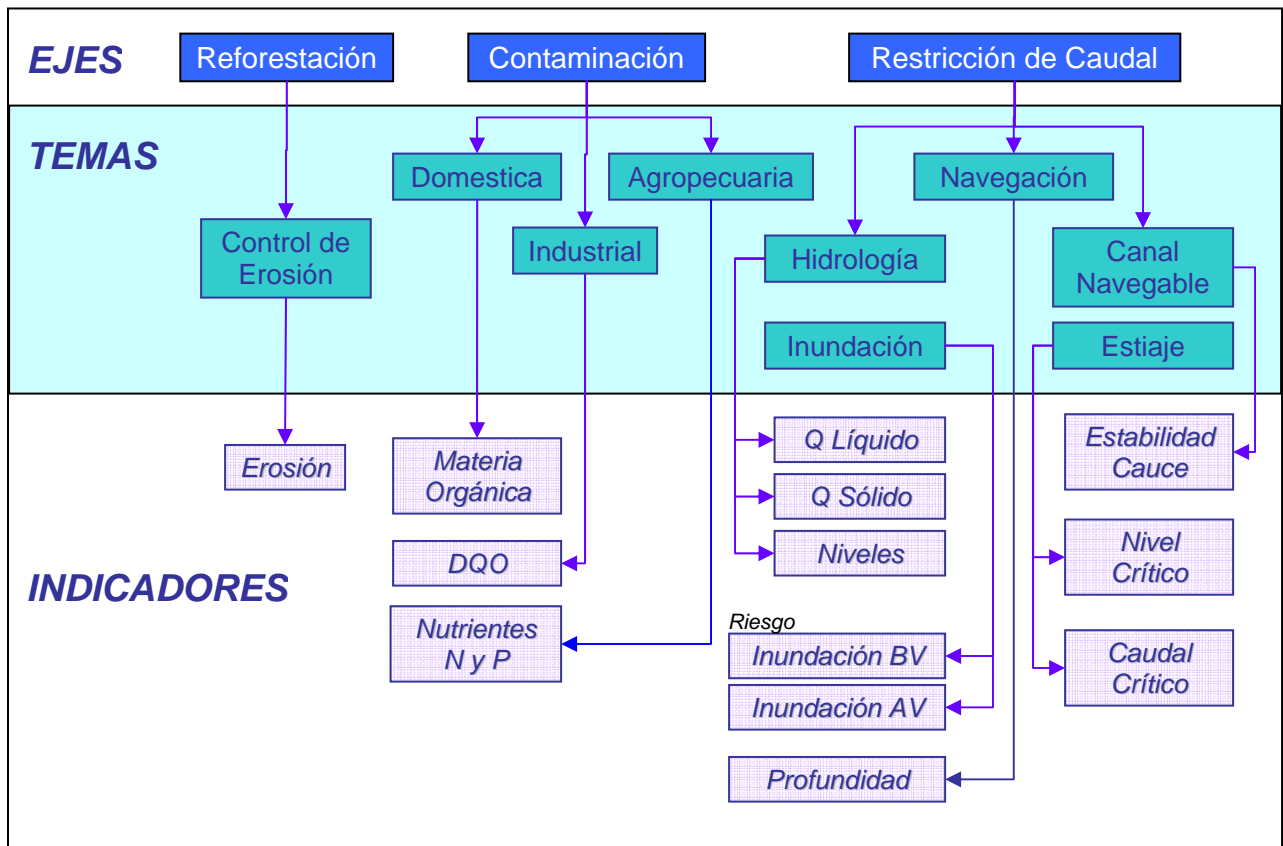 EJES
Reforestación
Contaminación
Restricción de Caudal
TEMAS
Domestica
Agropecuaria
Navegación
Control de
Erosión
Industrial
Hidrología
Canal
Navegable
Inundación
Estiaje
INDICADORES
Erosión
Materia
Orgánica
DQO
Nutrientes
N y P
Q Líquido
Q Sólido
Niveles
Riesgo
Inundación BV
Inundación AV
Profundidad
Estabilidad
Cauce
Nivel
Crítico
Caudal
Crítico